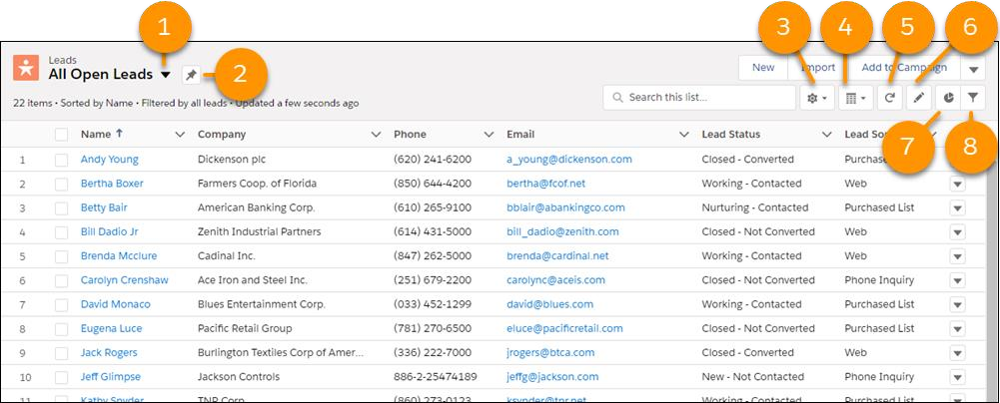 1 2 3 4 5 6
Leads
All Open Leads
New Import Add to Campaign
22 items • Sorted by Name • Filtered by all leads • Updated a few seconds ago
Search this list...
7 8
Name Company Phone Email Lead Status Lead
1 Andy Young Dickenson plc (620) 241-6200 a_young@dickenson.com Closed - Converted
2 Bertha Boxer Farmers Coop. of Florida (850) 644-4200 bertha@fcof.net Working - Contacted Web
3 Betty Bair American Banking Corp. (610) 265-9100 bblair@abankingco.com Nurturing - Contacted Purchased List
4 Bill Dadio Jr Zenith Industrial Partners (614) 431-5000 bill_dadio@zenith.com Closed - Not Converted Web
5 Brenda Mcclure Cadinal Inc. (847) 262-5000 brenda@cardinal.net Working - Contacted Web
6 Carolyn Crenshaw Ace Iron and Steel Inc. (251) 679-2200 carolync@aceis.com Closed - Not Converted Phone Inquiry
7 David Monaco Blues Entertainment Corp. (033) 452-1299 david@blues.com Working - Contacted Purchased List
8 Eugena Luce Pacific Retail Group (781) 270-6500 eluce@pacificretail.com Closed - Not Converted Purchased List
9 Jack Rogers Burlington Textiles Corp of Amer... (336) 222-7000 jrogers@btca.com Closed - Converted Web
10 Jeff Glimpse Jackson Controls 886-2-25474189 jeffg@jackson.com New - Not Contacted Phone Inquiry
11 Kathy Snyder TNR Corp. (860) 273-0123 ksynder@tnr.net Working - Contacted Purchased List